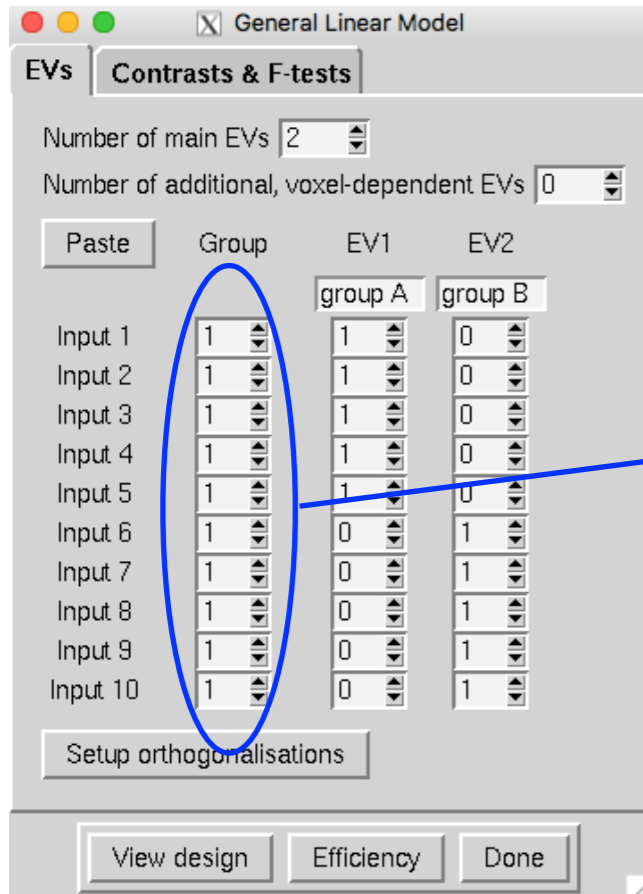 X General Linear Model
EVs Contrasts & F-tests
Number of main EVs 2
Number of additional, voxel-dependent EVs 0
Paste Group EV1 EV2
group A group B
Input 1 1 1 0
Input 2 1 1 0
Input 3 1 1 0
Input 4 1 1 0
Input 5 1 1 0
Input 6 1 0 1
Input 7 1 0 1
Input 8 1 0 1
Input 9 1 0 1
Input 10 1 0 1
Setup orthogonalisations
View design Efficiency Done